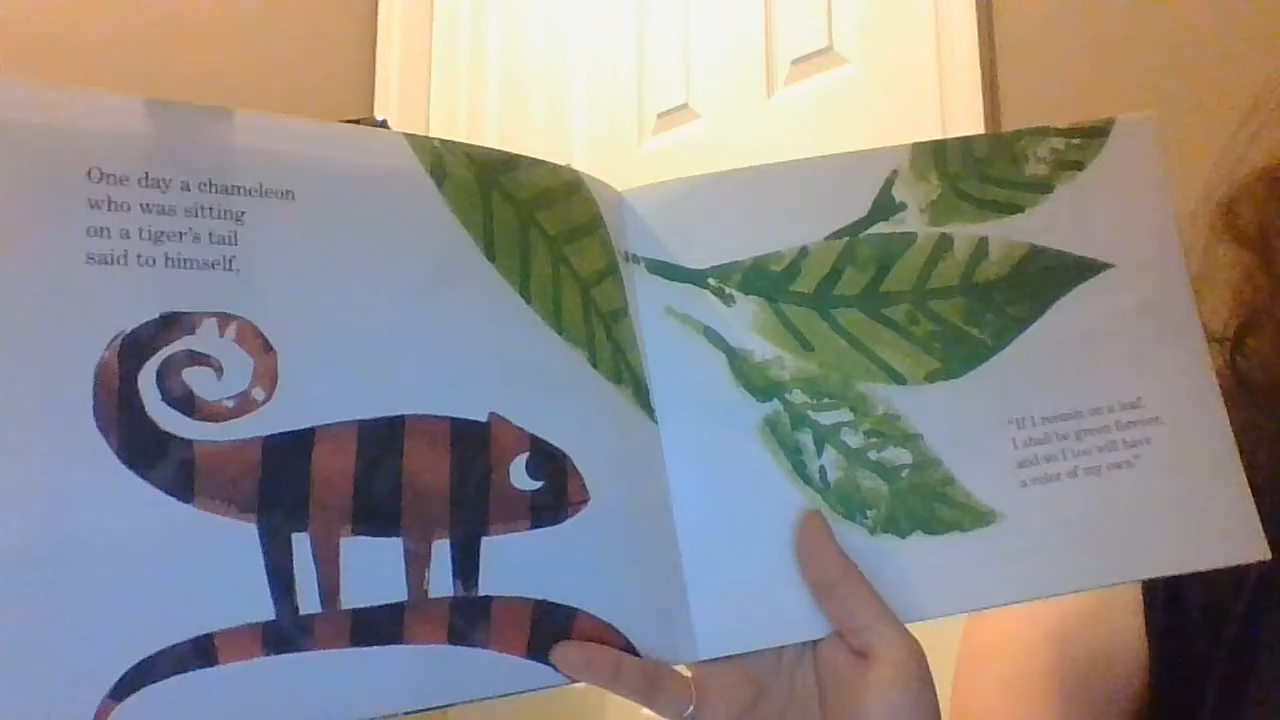 One day a chameleon
who was sitting
on a tiger's tail
said to himself,
"If I remain on a leaf
I shall be green forever,
and so I too will have
a color of my own."